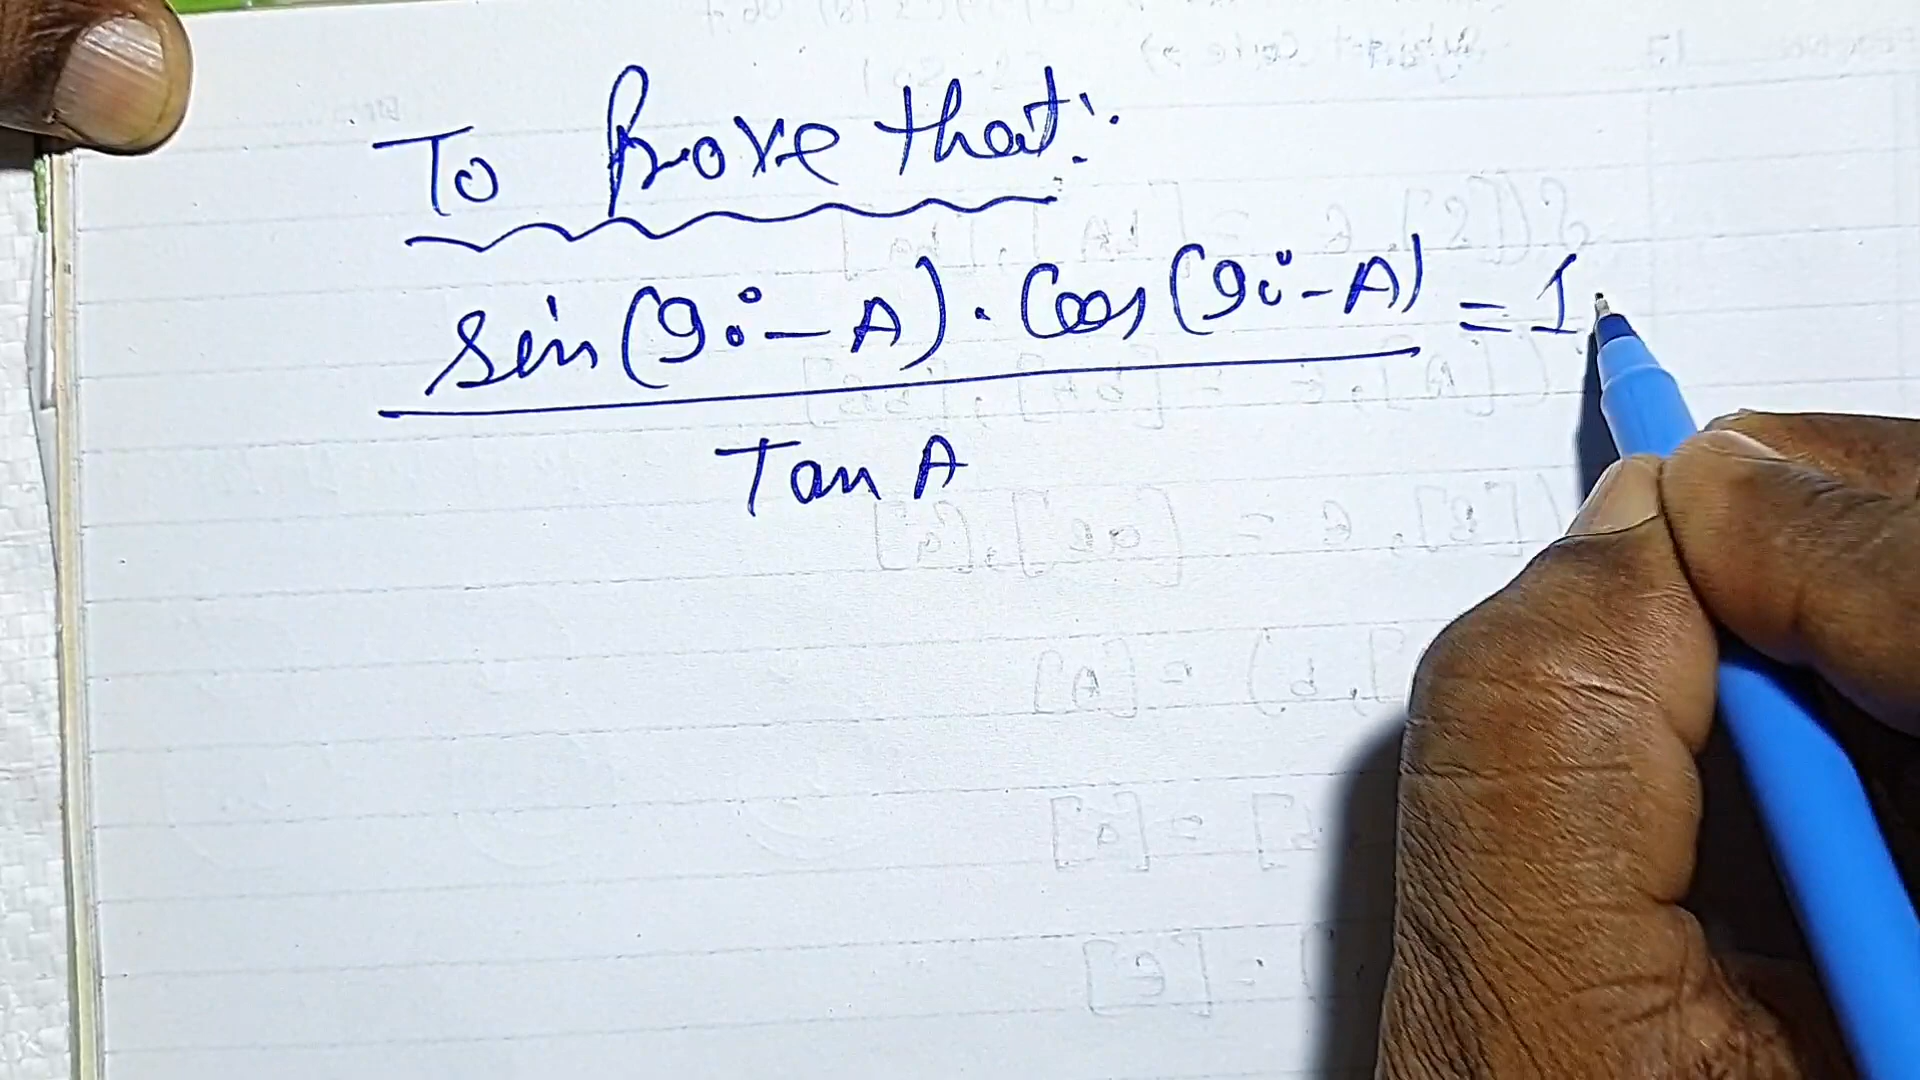 To Prove that:
sin(90°-A).Cos(90°-A) = 1
Tan A